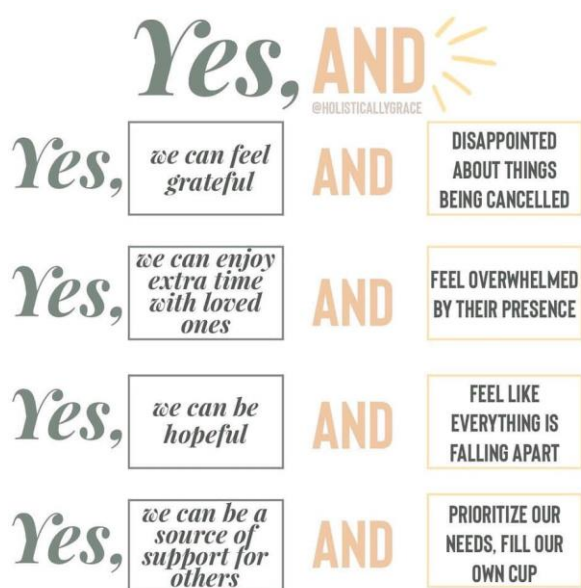 Yes, AND
@HOLISTICALLYGRACE
Yes,
we can feel
grateful
AND
DISAPPOINTED
ABOUT THINGS
BEING CANCELLED
Yes,
we can enjoy
extra time
with loved
ones
AND
FEEL OVERWHELMED
BY THEIR PRESENCE
Yes,
we can be
hopeful
AND
FEEL LIKE
EVERYTHING IS
FALLING APART
Yes,
we can be a
source of
support for
others
AND
PRIORITIZE OUR
NEEDS, FILL OUR
OWN CUP